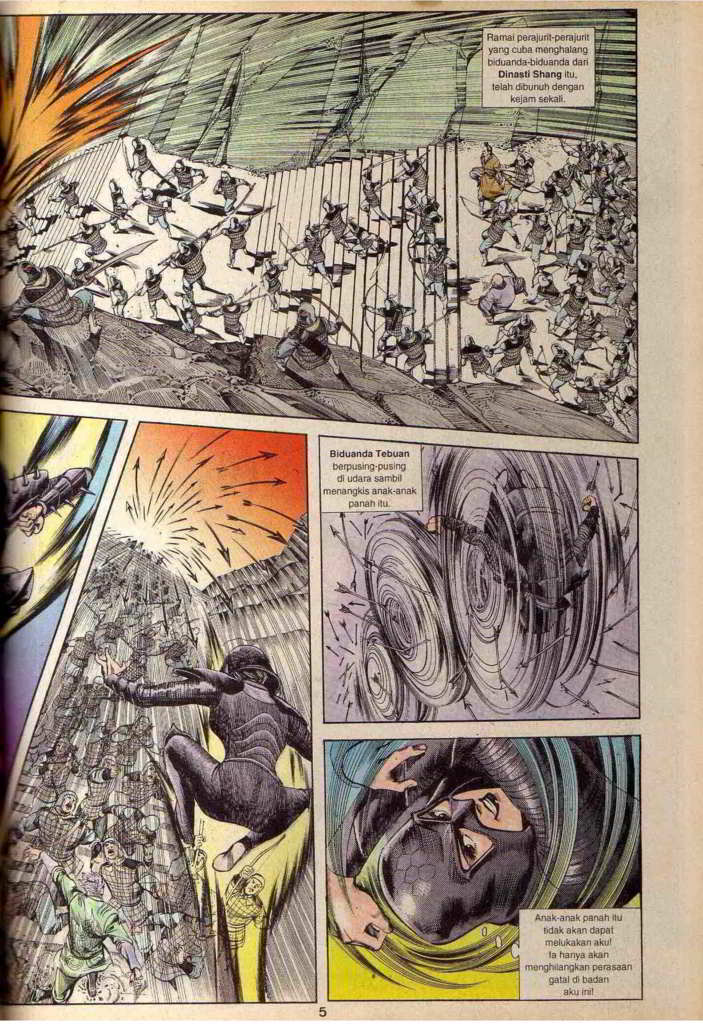 Ramai perajurit-perajurit
yang cuba menghalang
biduanda-biduanda dari
Dinasti Shang itu,
telah dibunuh dengan
kejam sekali.
Biduanda Tebuan
berpusing-pusing
di udara sambil
menangkis anak-anak
panah itu.
Anak-anak panah itu
tidak akan dapat
melukakan aku!
Ia hanya akan
menghilangkan perasaan
gatal di badan
aku ini!
5